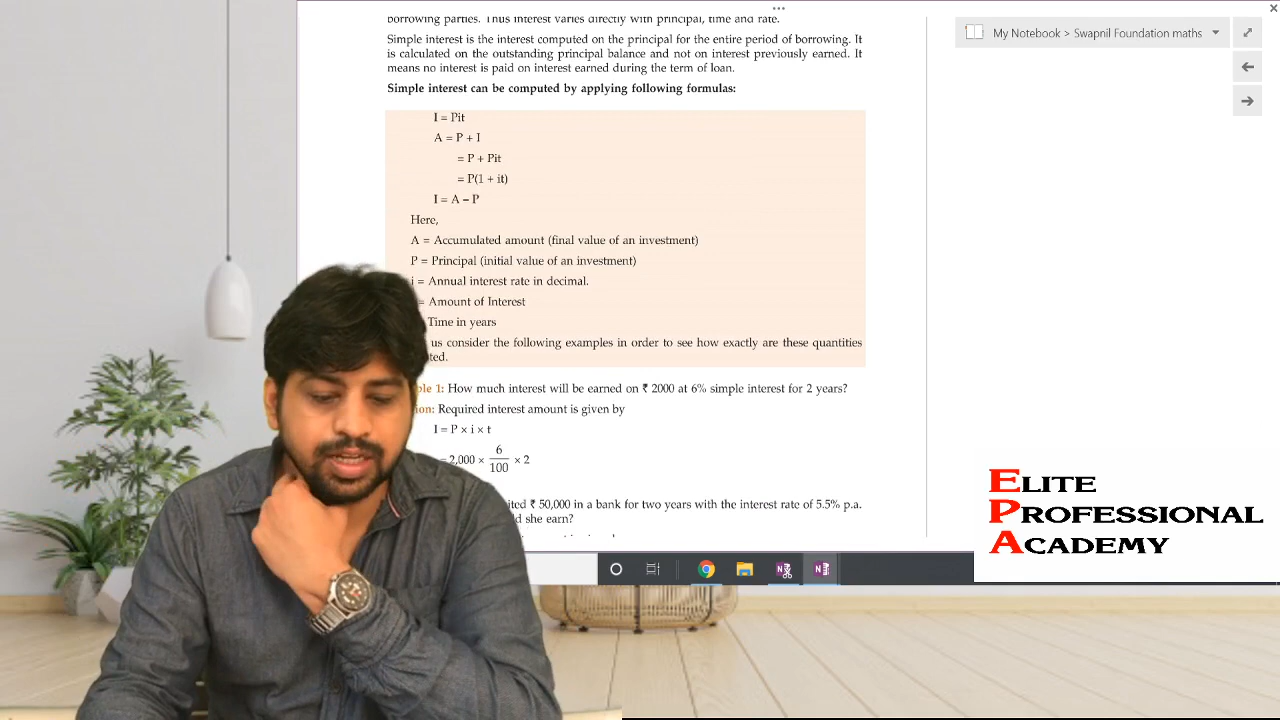 borrowing parties. Thus interest varies directly with principal, time and rate.
Simple interest is the interest computed on the principal for the entire period of borrowing. It
is calculated on the outstanding principal balance and not on interest previously earned. It
means no interest is paid on interest earned during the term of loan.
Simple interest can be computed by applying following formulas:
I = Pit
A = P + I
= P + Pit
= P(1 + it)
I = A – P
Here,
A = Accumulated amount (final value of an investment)
P = Principal (initial value of an investment)
i = Annual interest rate in decimal.
= Amount of Interest
Time in years
us consider the following examples in order to see how exactly are these quantities
1: How much interest will be earned on ₹ 2000 at 6% simple interest for 2 years?
Required interest amount is given by
I = P × i × t
= 2,000 × 6/100 × 2
₹ 50,000 in a bank for two years with the interest rate of 5.5% p.a.
she earn?
My Notebook > Swapnil Foundation maths
ELITE
PROFESSIONAL
ACADEMY